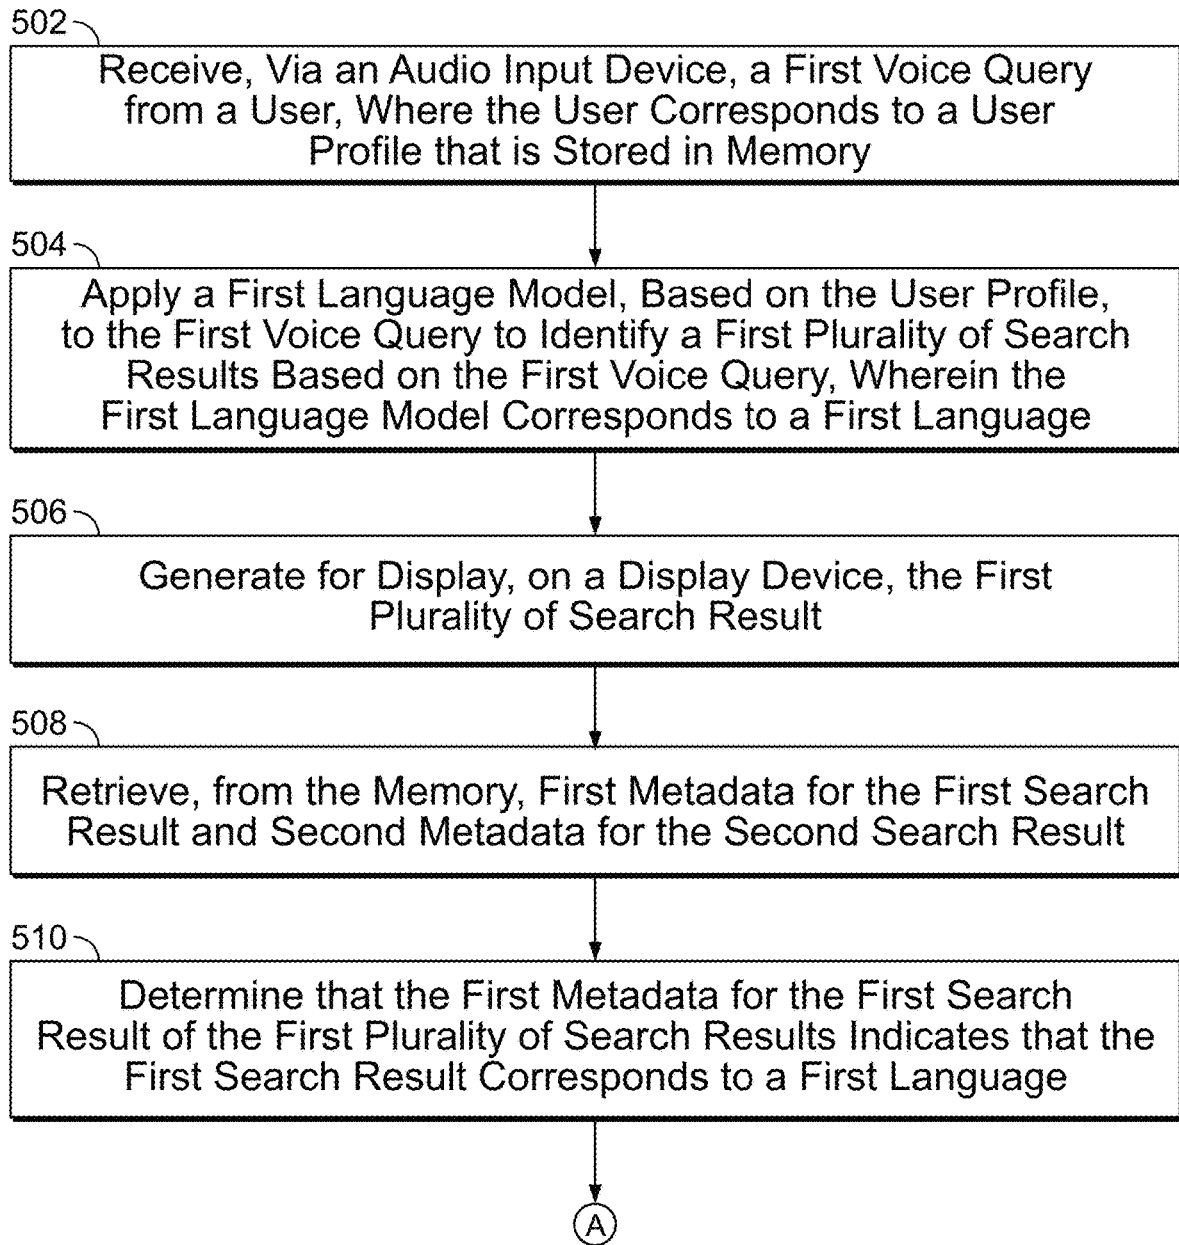 502
Receive, Via an Audio Input Device, a First Voice Query
from a User, Where the User Corresponds to a User
Profile that is Stored in Memory
504
Apply a First Language Model, Based on the User Profile,
to the First Voice Query to Identify a First Plurality of Search
Results Based on the First Voice Query, Wherein the
First Language Model Corresponds to a First Language
506
Generate for Display, on a Display Device, the First
Plurality of Search Result
508
Retrieve, from the Memory, First Metadata for the First Search
Result and Second Metadata for the Second Search Result
510
Determine that the First Metadata for the First Search
Result of the First Plurality of Search Results Indicates that the
First Search Result Corresponds to a First Language
A